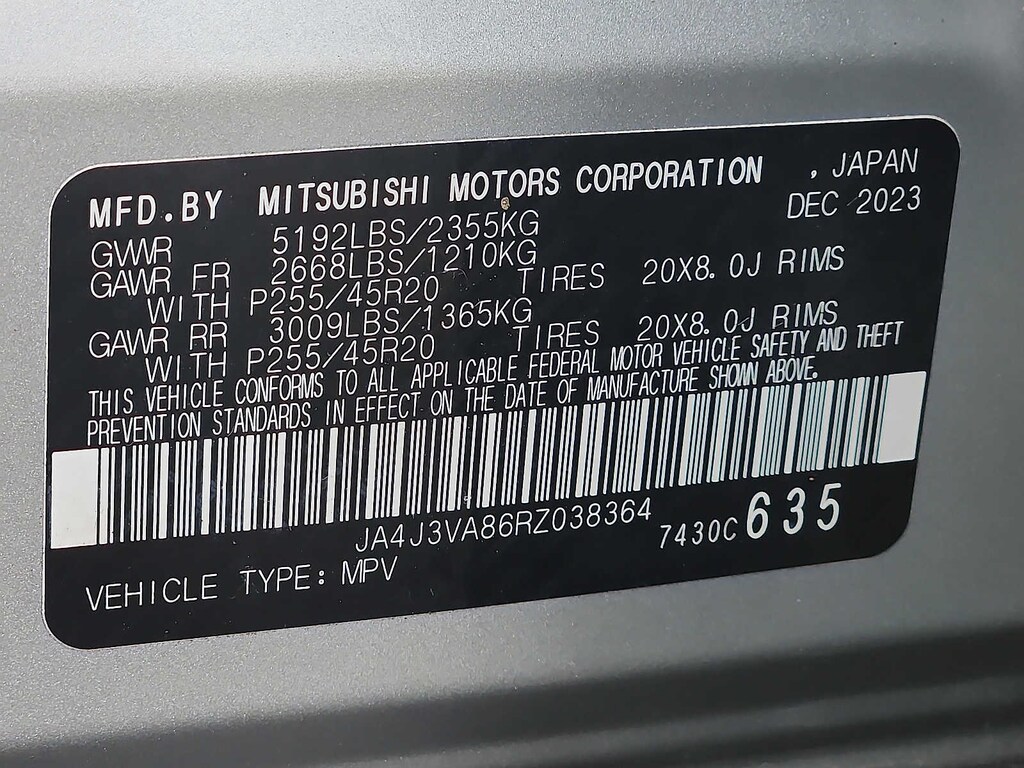 MFD.BY MITSUBISHI MOTORS CORPORATION , JAPAN
DEC 2023
GVWR 5192LBS/2355KG
GAWR FR 2668LBS/1210KG
WITH P255/45R20 TIRES 20X8.0J RIMS
GAWR RR 3009LBS/1365KG
WITH P255/45R20 TIRES 20X8.0J RIMS
THIS VEHICLE CONFORMS TO ALL APPLICABLE FEDERAL MOTOR VEHICLE SAFETY AND THEFT
PREVENTION STANDARDS IN EFFECT ON THE DATE OF MANUFACTURE SHOWN ABOVE.
JA4J3VA86RZ038364
7430C 635
VEHICLE TYPE: MPV